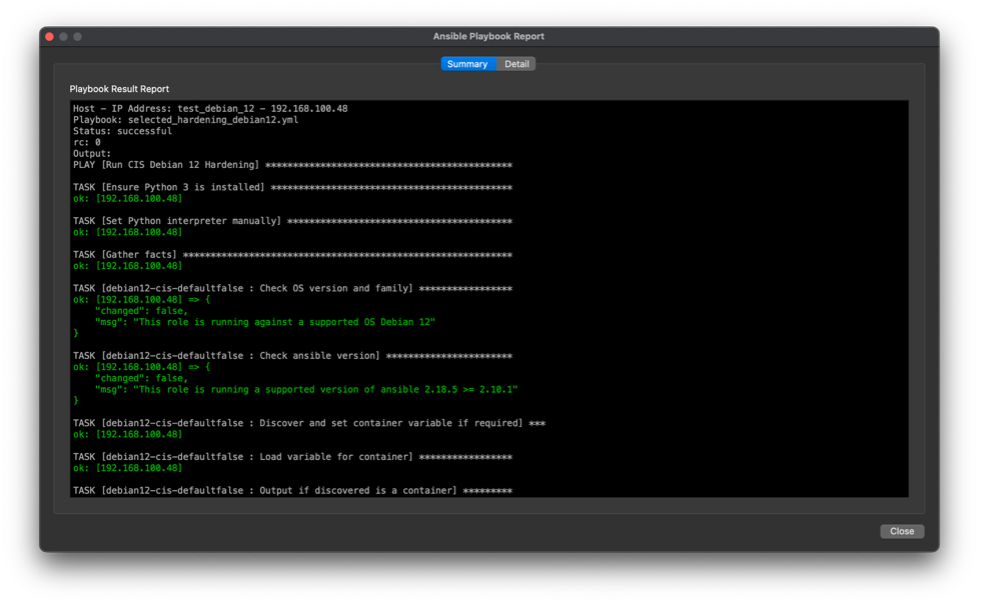 Ansible Playbook Report
Summary Detail
Playbook Result Report
Host - IP Address: test_debian_12 - 192.168.100.48
Playbook: selected_hardening_debian12.yml
Status: successful
rc: 0
Output:
PLAY [Run CIS Debian 12 Hardening] *********************************************
TASK [Ensure Python 3 is installed] ********************************************
ok: [192.168.100.48]
TASK [Set Python interpreter manually] *****************************************
ok: [192.168.100.48]
TASK [Gather facts] ************************************************************
ok: [192.168.100.48]
TASK [debian12-cis-defaultfalse : Check OS version and family] *****************
ok: [192.168.100.48] => {
    "changed": false,
    "msg": "This role is running against a supported OS Debian 12"
}
TASK [debian12-cis-defaultfalse : Check ansible version] ***********************
ok: [192.168.100.48] => {
    "changed": false,
    "msg": "This role is running a supported version of ansible 2.18.5 >= 2.10.1"
}
TASK [debian12-cis-defaultfalse : Discover and set container variable if required] ***
ok: [192.168.100.48]
TASK [debian12-cis-defaultfalse : Load variable for container] *****************
ok: [192.168.100.48]
TASK [debian12-cis-defaultfalse : Output if discovered is a container] *********
Close